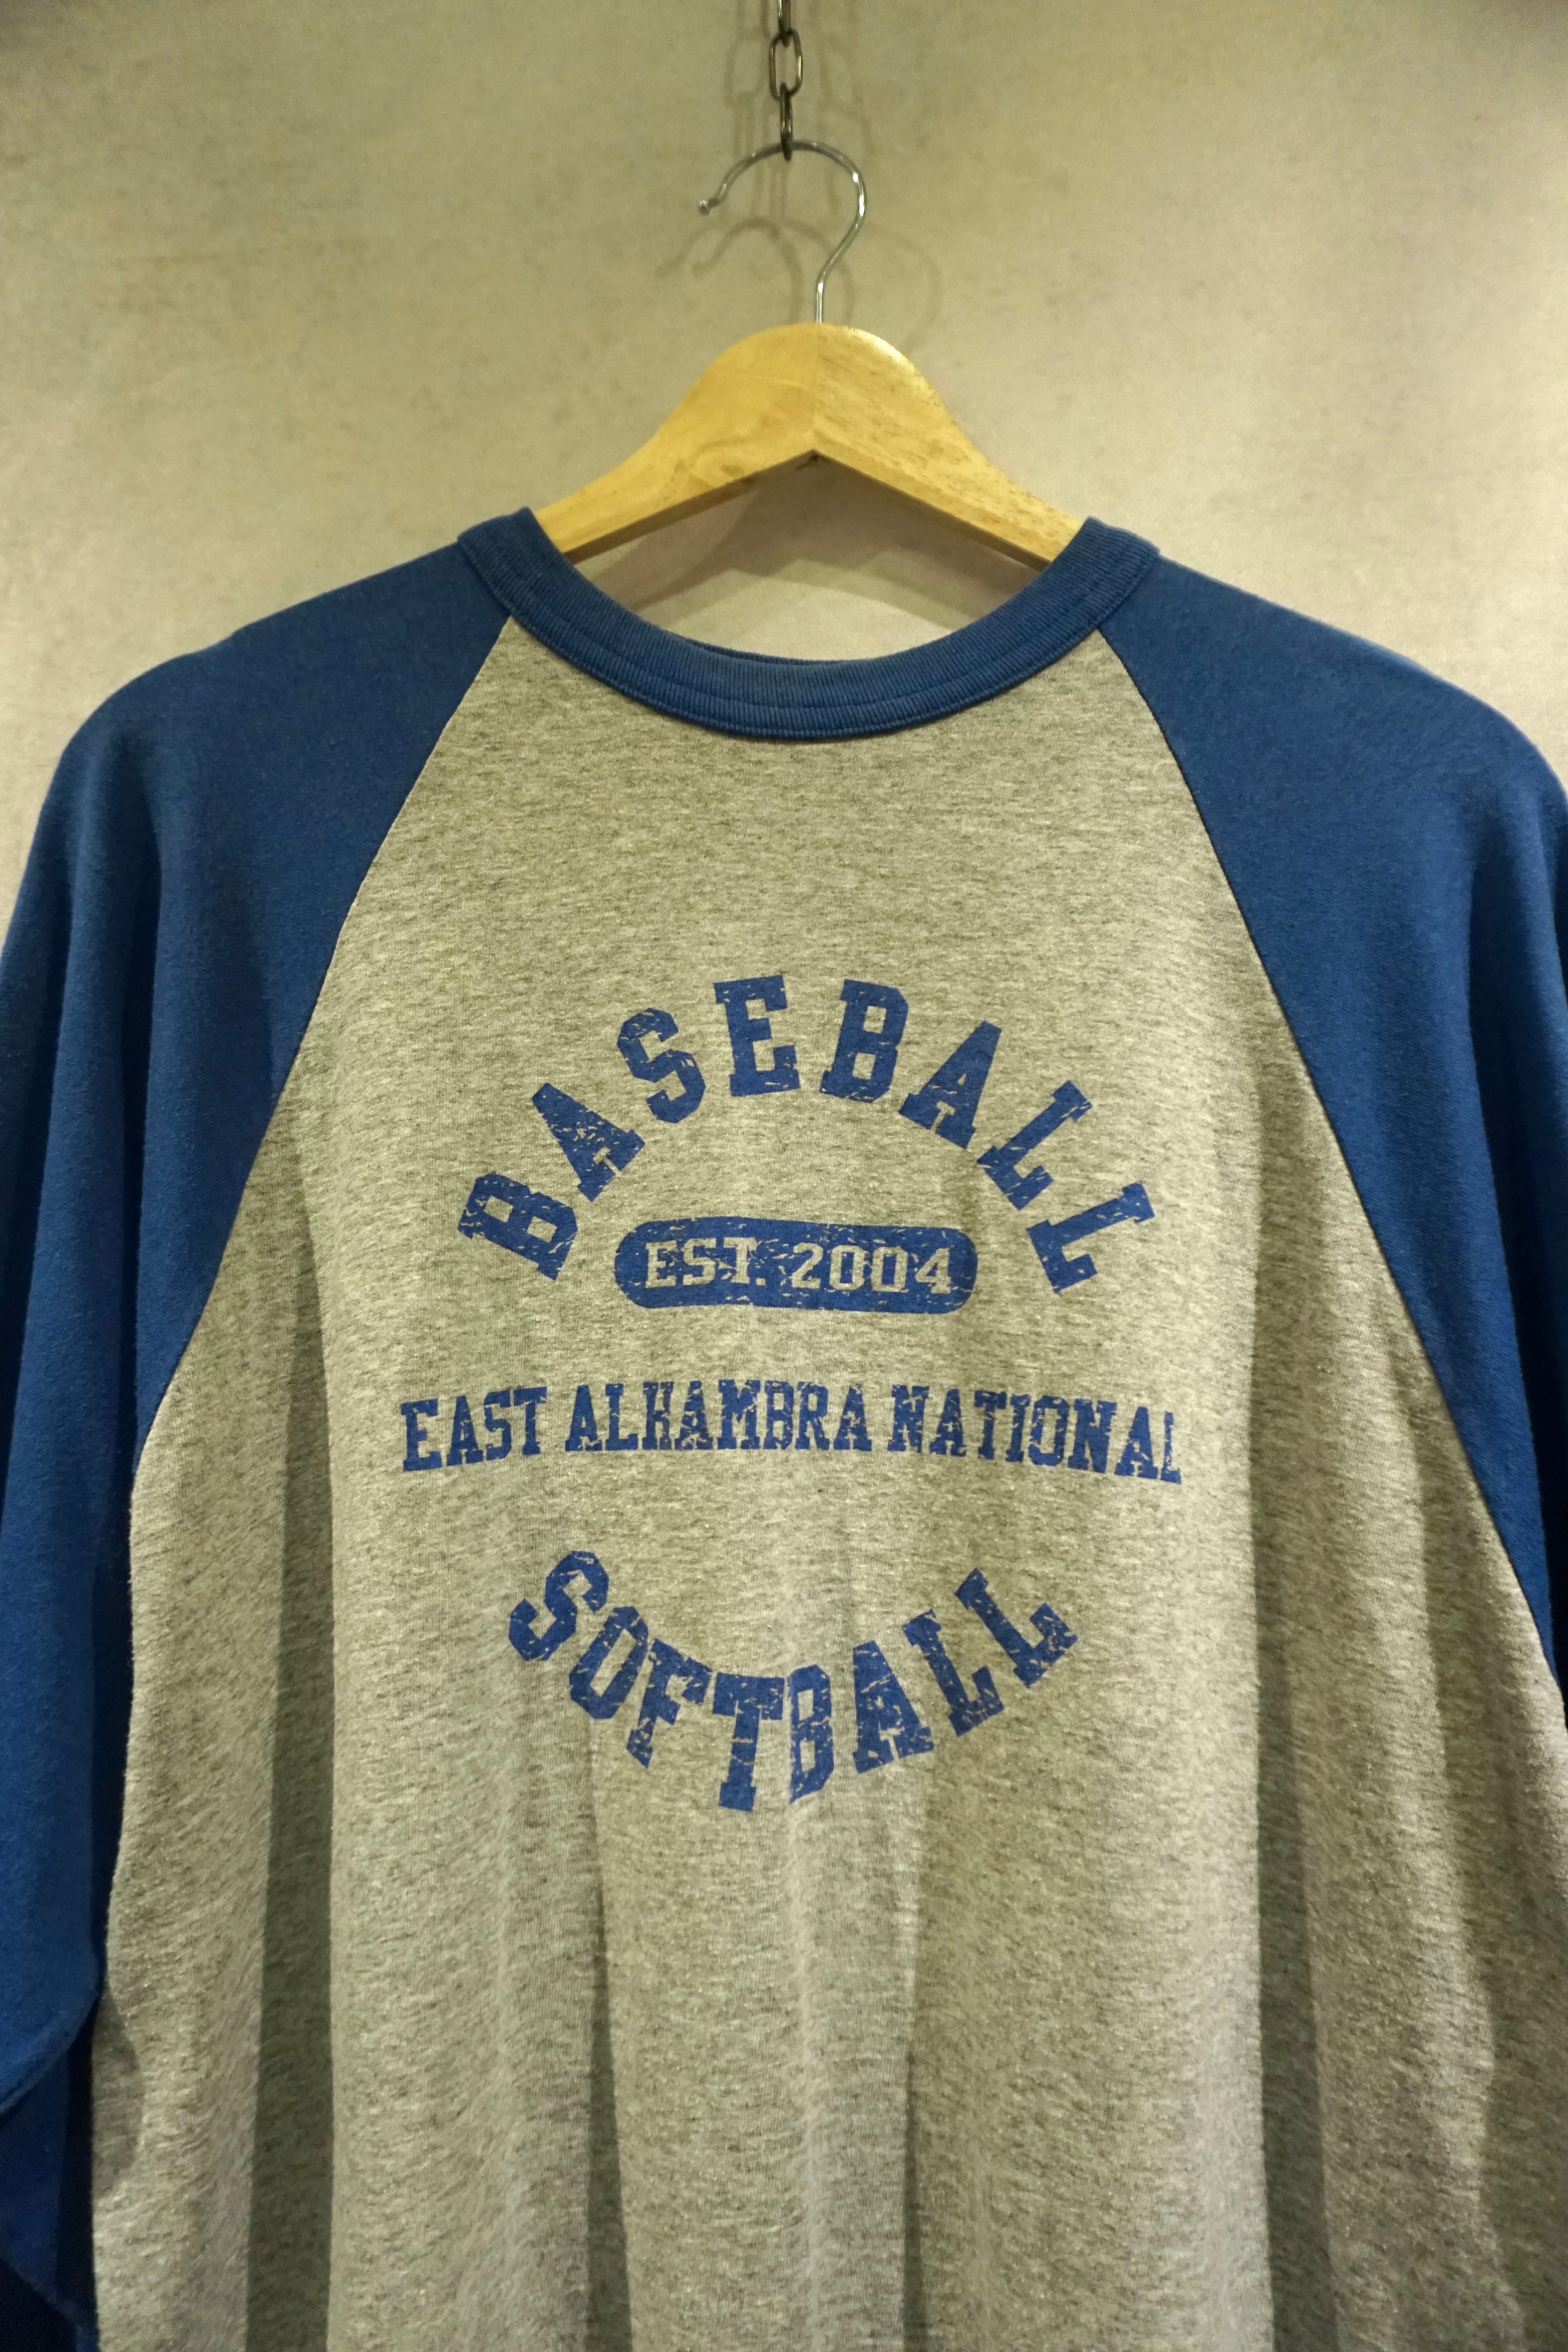 BASEBALL
EST. 2004
EAST ALHAMBRA NATIONAL
SOFTBALL